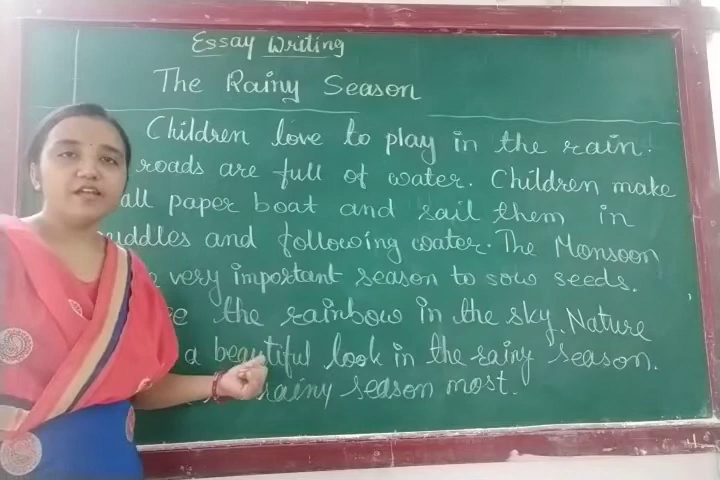 Essay Writing
The Rainy Season
Children love to play in the rain.
roads are full of water. Children make
paper boat and sail them in
and following water. The Monsoon
very important season to sow seeds.
the rainbow in the sky. Nature
a beautiful look in the rainy season.
rainy season most.